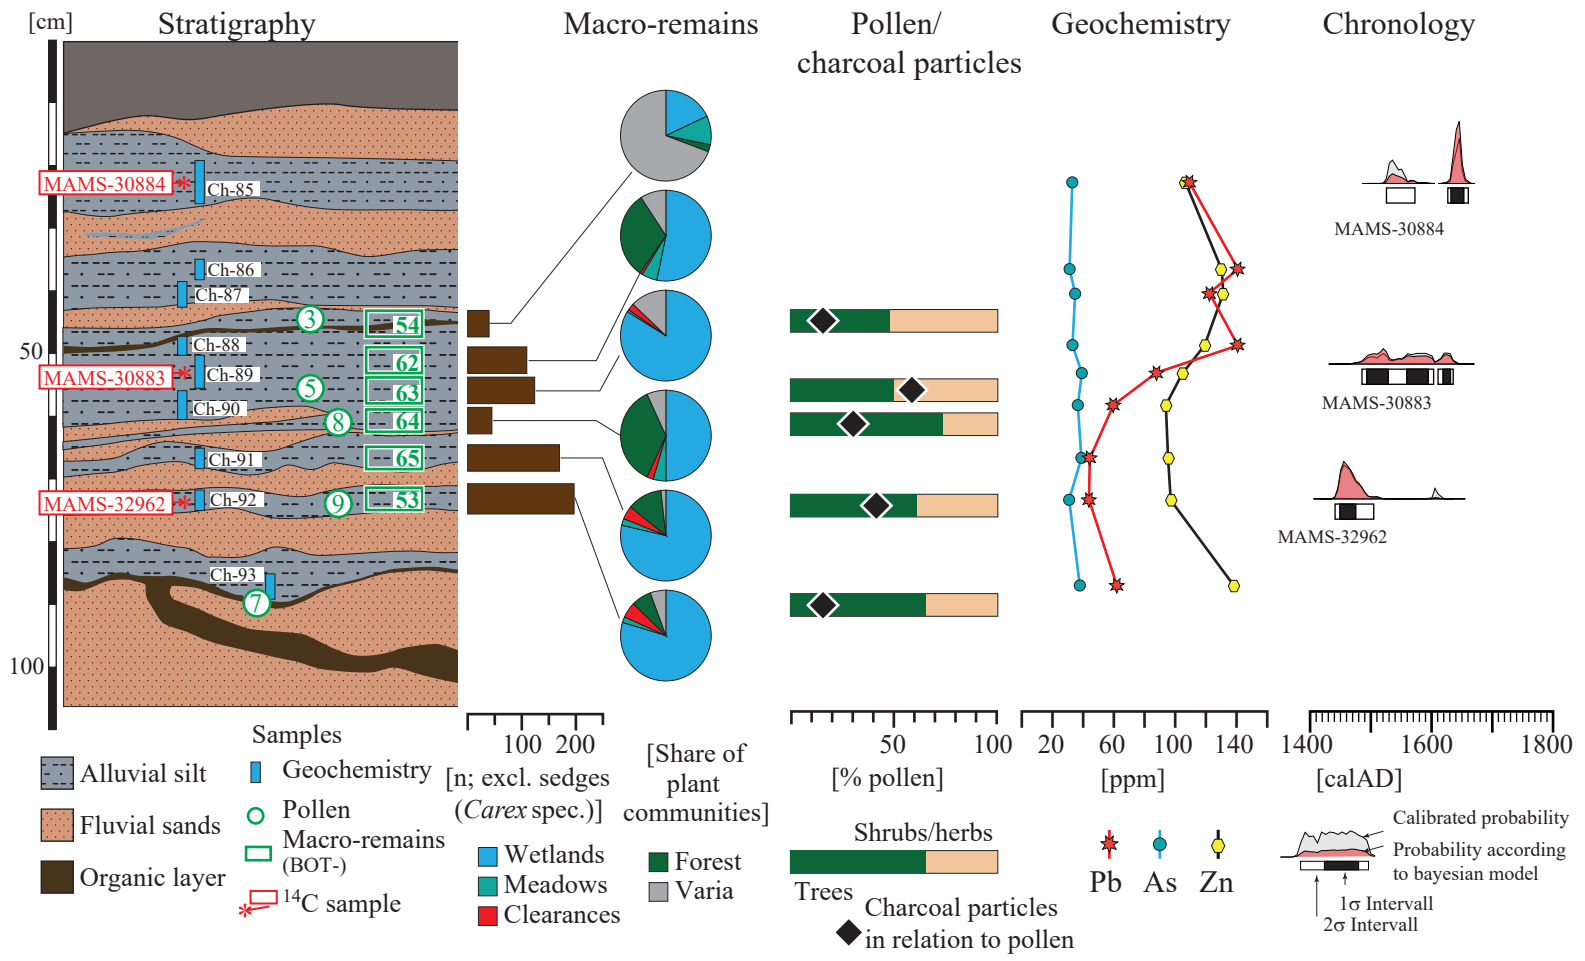 [cm]
Stratigraphy
Macro-remains
Pollen/
charcoal particles
Geochemistry
Chronology
MAMS-30884
Ch-85
Ch-86
Ch-87
3
54
50
Ch-88
62
MAMS-30883
Ch-89
5
63
Ch-90
8
64
Ch-91
65
MAMS-32962
Ch-92
9
53
Ch-93
7
100
MAMS-30884
MAMS-30883
MAMS-32962
100 200
[n; excl. sedges
(Carex spec.)]
[Share of
plant
communities]
50 100
[% pollen]
20 60 100 140
[ppm]
1400 1600 1800
[calAD]
Alluvial silt
Fluvial sands
Organic layer
Samples
Geochemistry
Pollen
Macro-remains
(BOT-)
14C sample
Wetlands
Meadows
Clearances
Forest
Varia
Shrubs/herbs
Trees
Charcoal particles
in relation to pollen
Pb As Zn
Calibrated probability
Probability according
to bayesian model
1σ Intervall
2σ Intervall